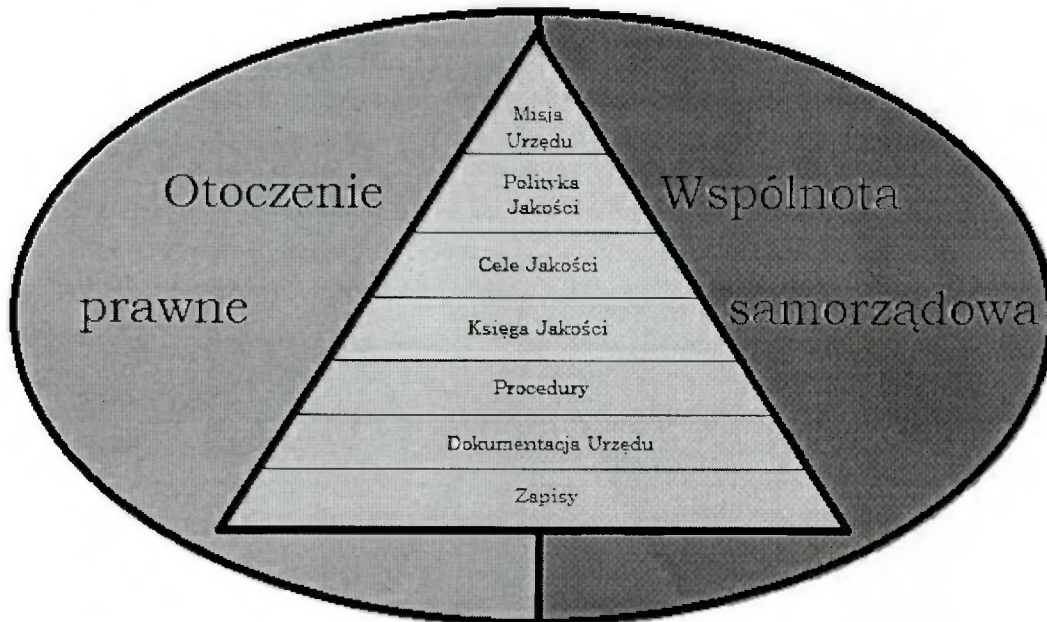 Misja
Urzędu
Otoczenie
prawne
Polityka
Jakości
Wspólnota
samorządowa
Cele Jakości
Księga Jakości
Procedury
Dokumentacja Urzędu
Zapisy